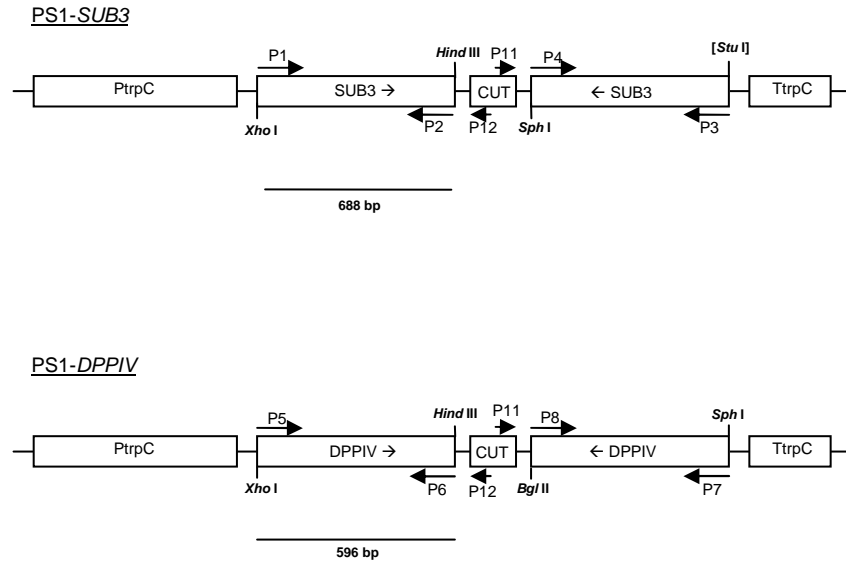 PS1-SUB3
P1 Hind III P11 P4 [Stu I]
PtrpC SUB3 → CUT ← SUB3 TtrpC
Xho I P2 P12 Sph I P3
688 bp
PS1-DPPIV
P5 Hind III P11 P8 Sph I
PtrpC DPPIV → CUT ← DPPIV TtrpC
Xho I P6 P12 Bgl II P7
596 bp